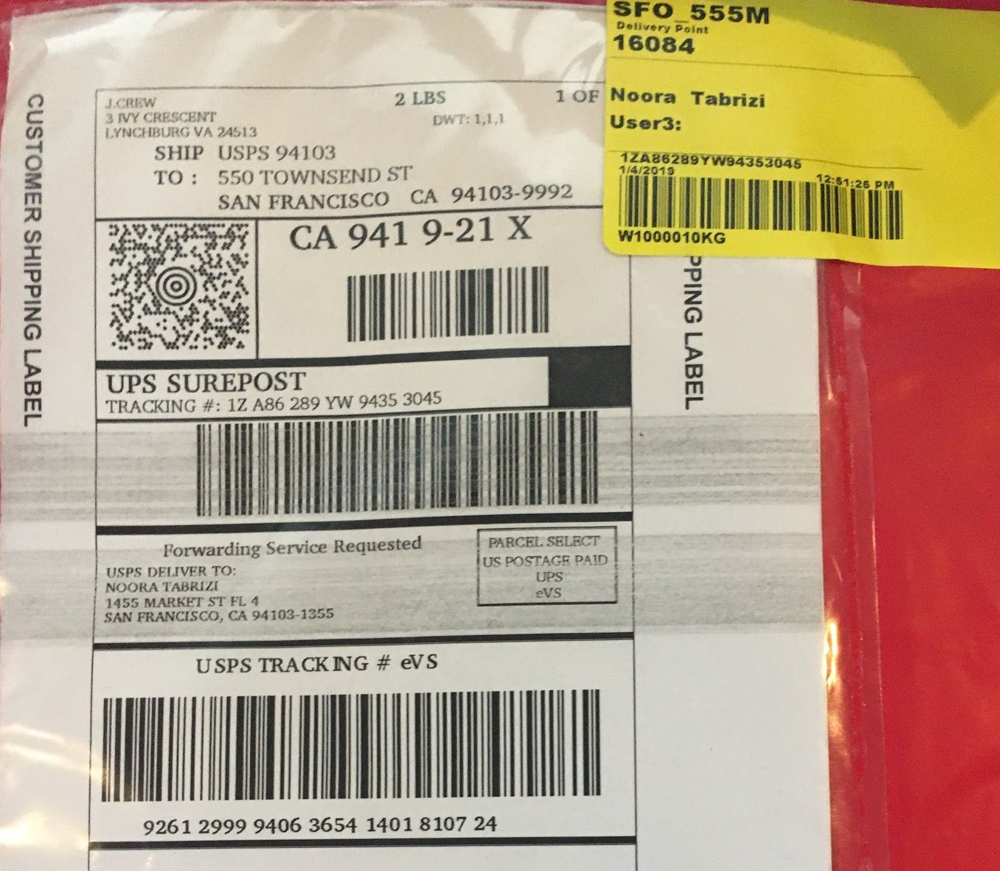 SFO_555M
Delivery Point
16084
Noora Tabrizi
User3:
1ZA86289YW94353045
1/4/2019
12:51:26 PM
W1000010KG
CUSTOMER SHIPPING LABEL
J.CREW
3 IVY CRESCENT
LYNCHBURG VA 24513
2 LBS
1 OF
DWT: 1,1,1
SHIP USPS 94103
TO : 550 TOWNSEND ST
SAN FRANCISCO CA 94103-9992
CA 941 9-21 X
UPS SUREPOST
TRACKING #: 1Z A86 289 YW 9435 3045
PPING LABEL
Forwarding Service Requested
USPS DELIVER TO:
NOORA TABRIZI
1455 MARKET ST FL 4
SAN FRANCISCO, CA 94103-1355
PARCEL SELECT
US POSTAGE PAID
UPS
eVS
USPS TRACKING # eVS
9261 2999 9406 3654 1401 8107 24